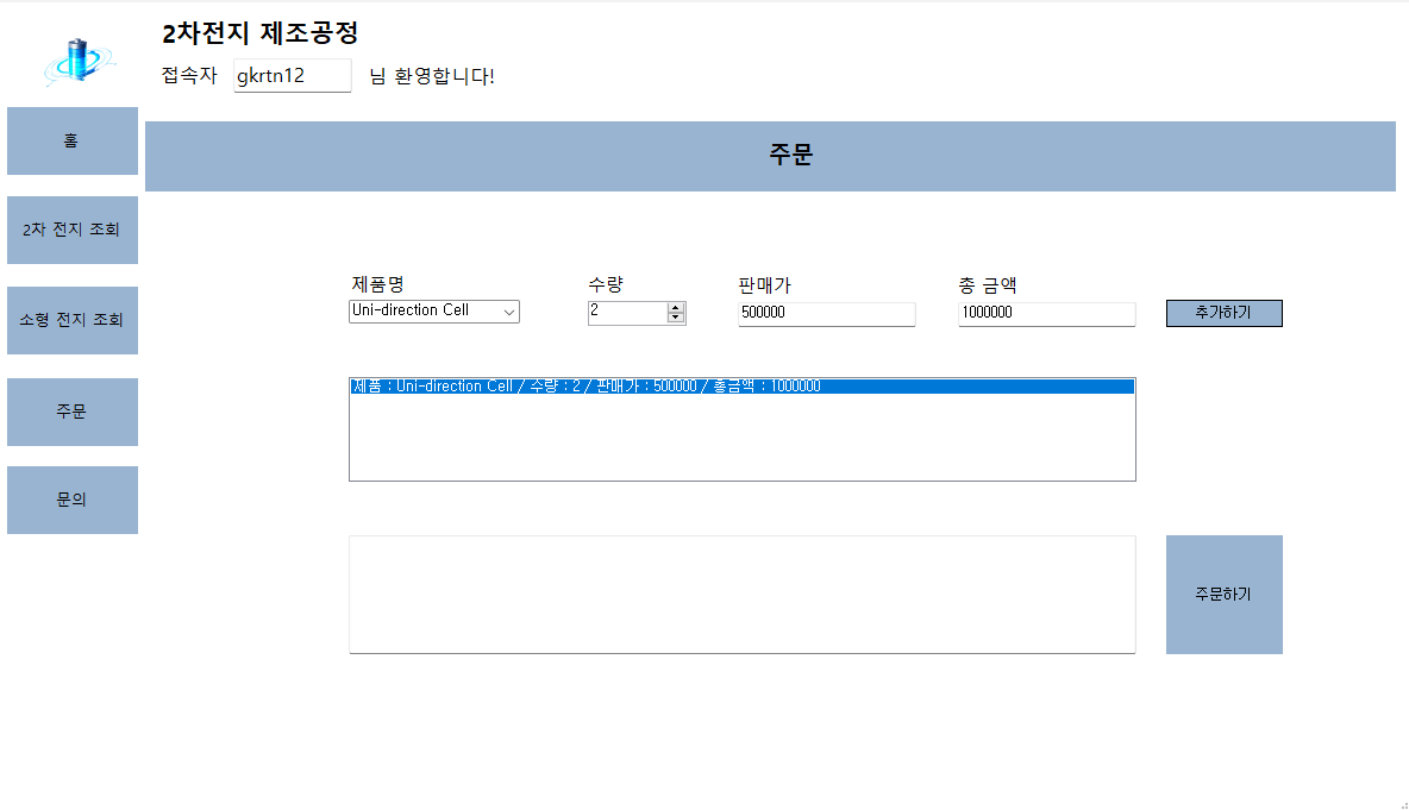 2차전지 제조공정
접속자 gkrtn12 님 환영합니다!
홈
2차 전지 조회
소형 전지 조회
주문
문의
주문
제품명 수량 판매가 총 금액
Uni-direction Cell 2 500000 1000000 추가하기
제품 : Uni-direction Cell / 수량 : 2 / 판매가 : 500000 / 총금액 : 1000000
주문하기